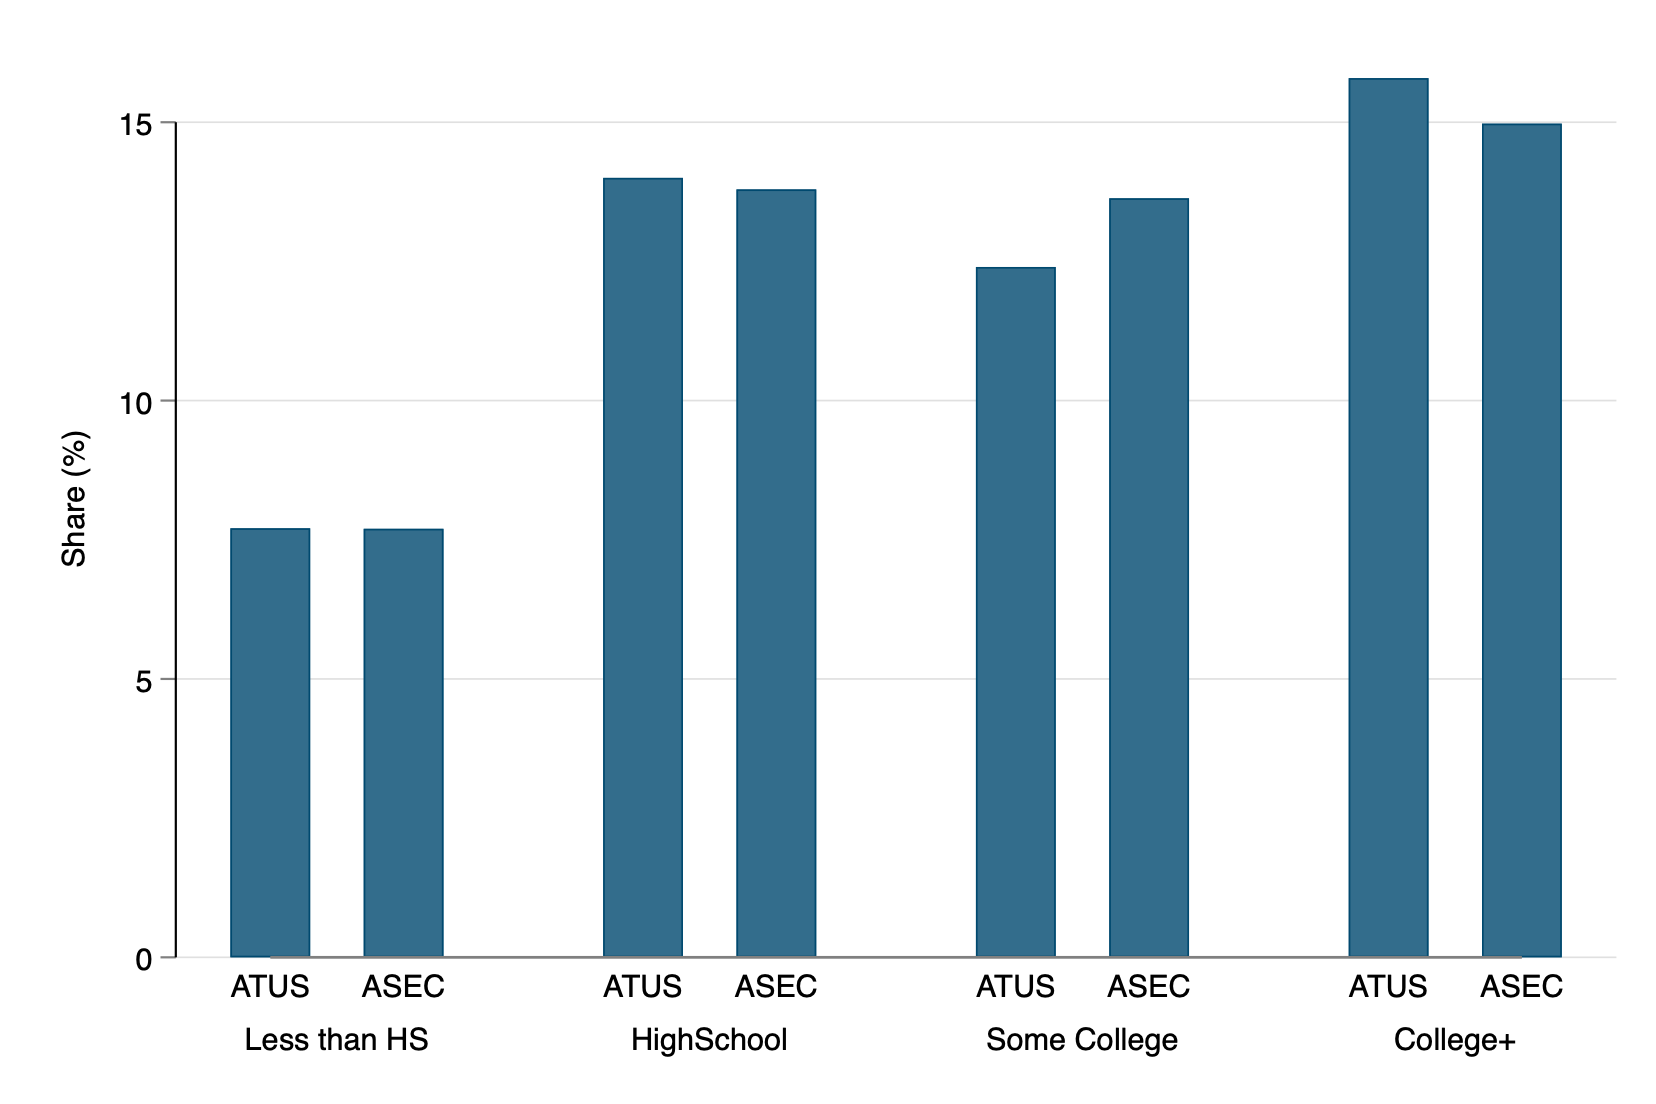 15
10
5
0
Share (%)
ATUS ASEC ATUS ASEC ATUS ASEC ATUS ASEC
Less than HS HighSchool Some College College+